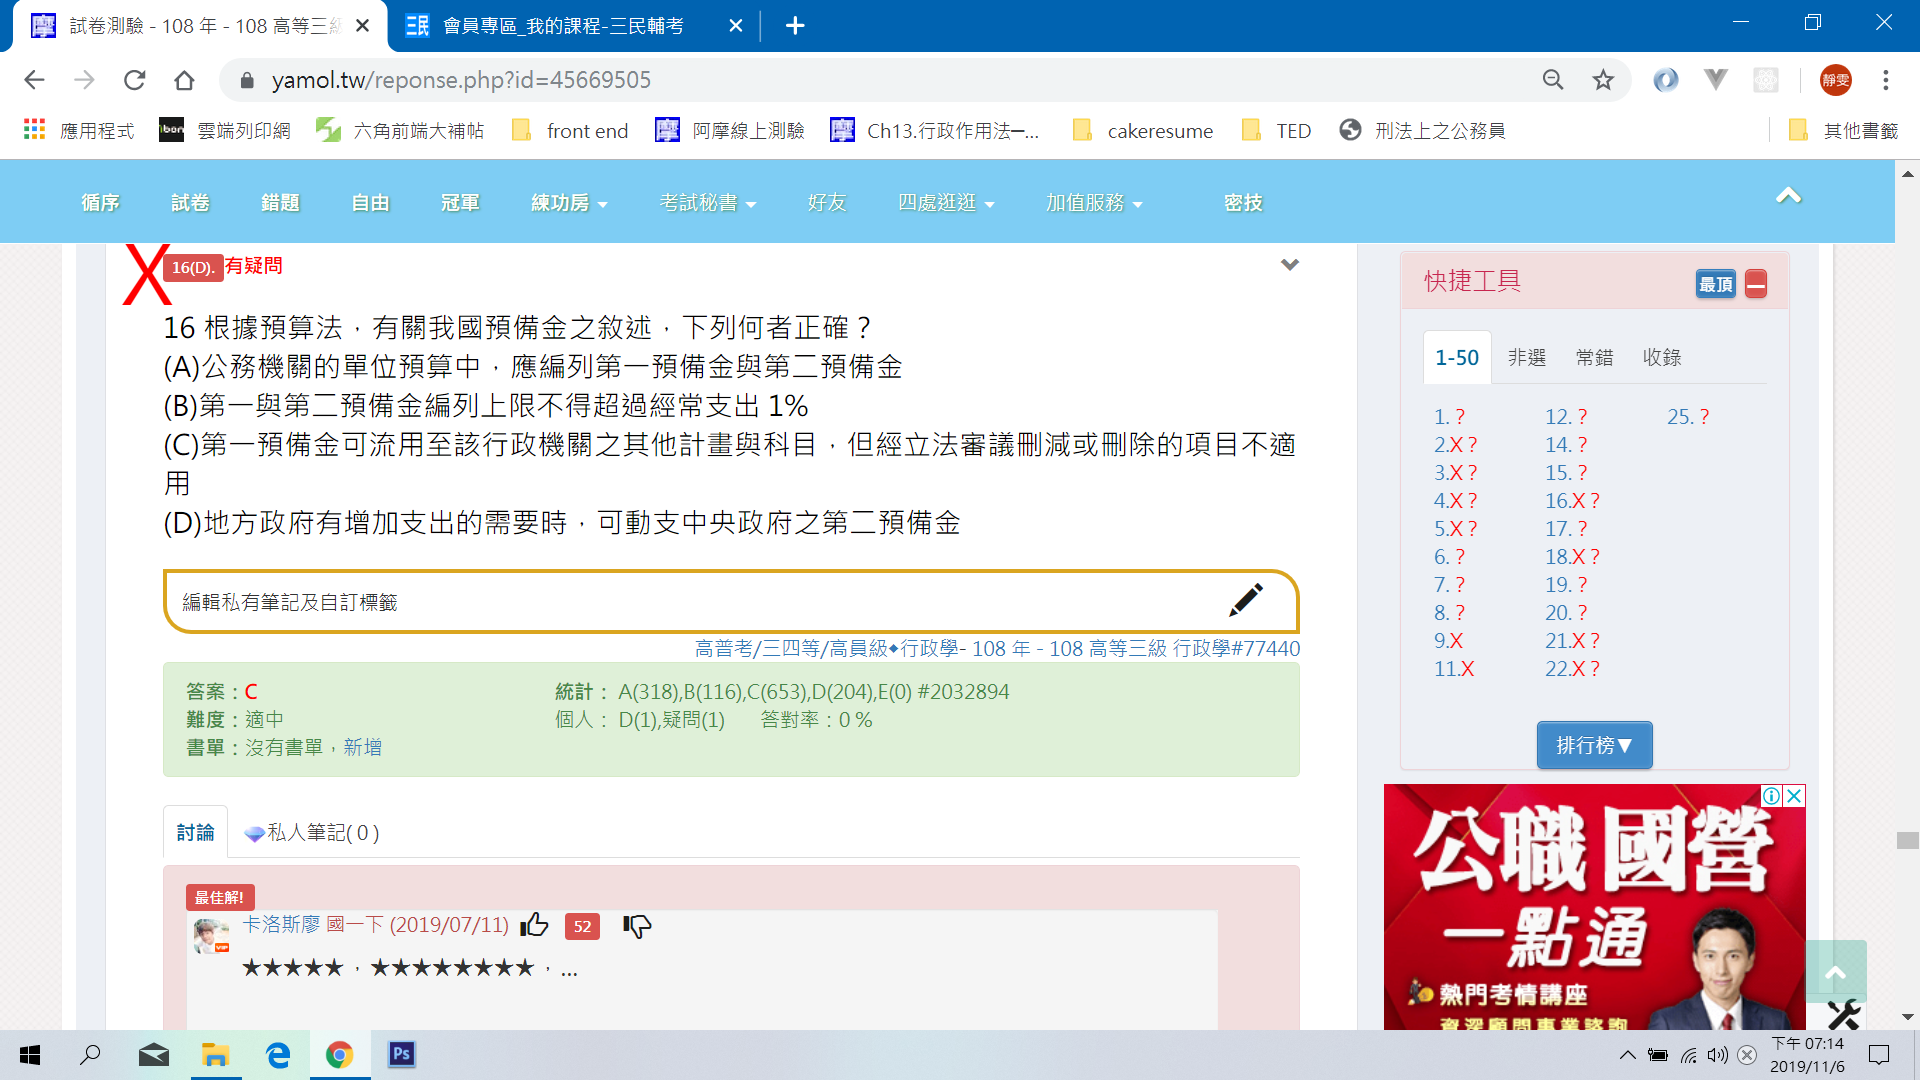 試卷測驗 - 108 年 - 108 高等三級
會員專區_我的課程-三民輔考
yamol.tw/reponse.php?id=45669505
靜雯
應用程式
雲端列印網
六角前端大補帖
front end
阿摩線上測驗
Ch13.行政作用法—...
cakeresume
TED
刑法上之公務員
其他書籤
循序 試卷 錯題 自由 冠軍 練功房 考試秘書 好友 四處逛逛 加值服務 密技
X 16(D). 有疑問
16 根據預算法,有關我國預備金之敘述,下列何者正確?
(A)公務機關的單位預算中,應編列第一預備金與第二預備金
(B)第一與第二預備金編列上限不得超過經常支出 1%
(C)第一預備金可流用至該行政機關之其他計畫與科目,但經立法審議刪減或刪除的項目不適
用
(D)地方政府有增加支出的需要時,可動支中央政府之第二預備金
編輯私有筆記及自訂標籤
高普考/三四等/高員級◆行政學- 108 年 - 108 高等三級 行政學#77440
答案:C
統計: A(318),B(116),C(653),D(204),E(0) #2032894
難度:適中
個人: D(1),疑問(1) 答對率:0 %
書單:沒有書單,新增
討論
私人筆記( 0 )
最佳解!
卡洛斯廖 國一下 (2019/07/11) 52
VIP
★★★★★,★★★★★★★★,...
快捷工具
最頂
1-50 非選 常錯 收錄
1. ? 12. ? 25. ?
2.X ? 14. ?
3.X ? 15. ?
4.X ? 16.X ?
5.X ? 17. ?
6. ? 18.X ?
7. ? 19. ?
8. ? 20. ?
9.X 21.X ?
11.X 22.X ?
排行榜▼
公職 國營
一點通
熱門考情講座
資深顧問專業諮詢
Ps
下午 07:14
2019/11/6